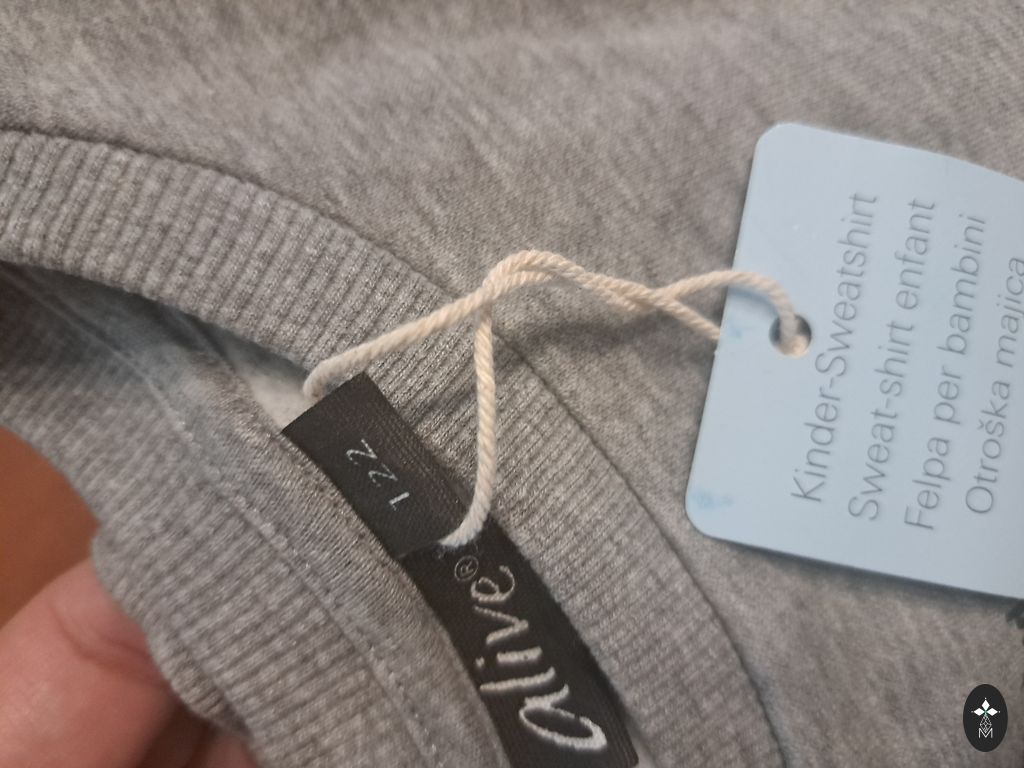 Kinder-Sweatshirt
Sweat-shirt enfant
Felpa per bambini
Otroška majica
122
alive®
M